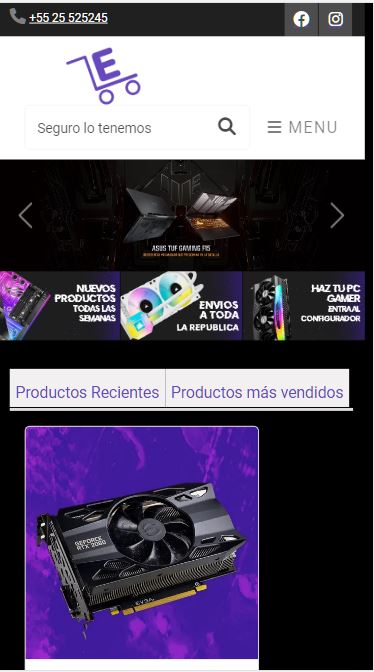 +55 25 525245
E
Seguro lo tenemos
MENU
ASUS TUF GAMING F15
NUEVOS
PRODUCTOS
TODAS LAS
SEMANAS
ENVIOS
A TODA
LA REPUBLICA
HAZ TU PC
GAMER
ENTRA AL
CONFIGURADOR
Productos Recientes
Productos más vendidos
GEFORCE
RTX 2060
EVGA